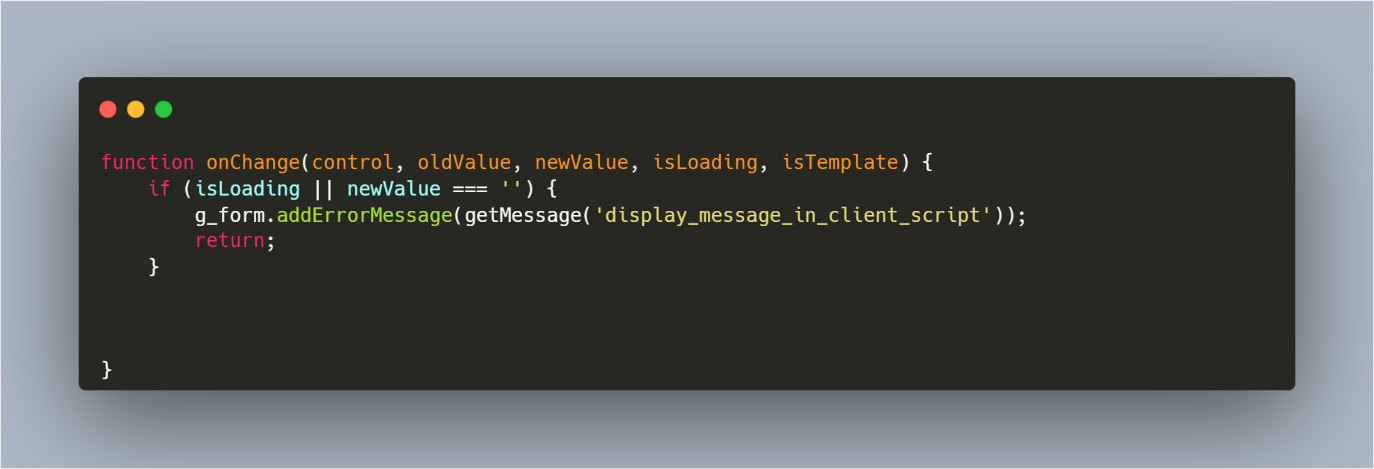 function onChange(control, oldValue, newValue, isLoading, isTemplate) {
    if (isLoading || newValue === '') {
        g_form.addErrorMessage(getMessage('display_message_in_client_script'));
        return;
    }
}